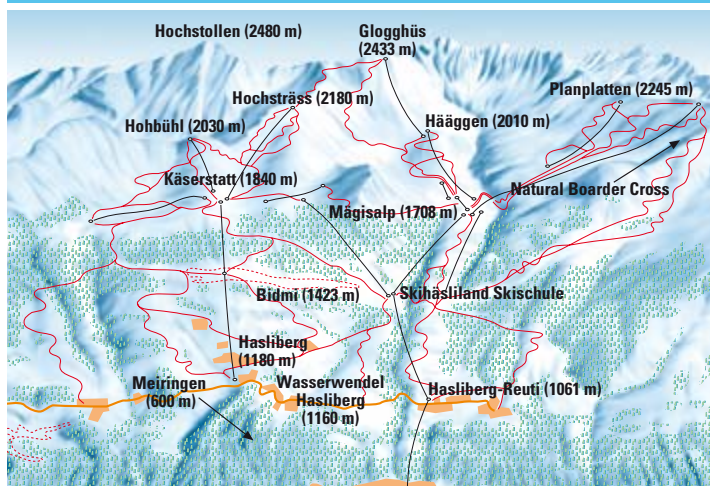 Hochstollen (2480 m)
Glogghüs
(2433 m)
Planplatten (2245 m)
Hochsträss (2180 m)
Hohbühl (2030 m)
Hääggen (2010 m)
Käserstatt (1840 m)
Natural Boarder Cross
Mägisalp (1708 m)
Bidmi (1423 m)
Skihäsliland Skischule
Hasliberg
(1180 m)
Meiringen
(600 m)
Wasserwendel
Hasliberg
(1160 m)
Hasliberg-Reuti (1061 m)